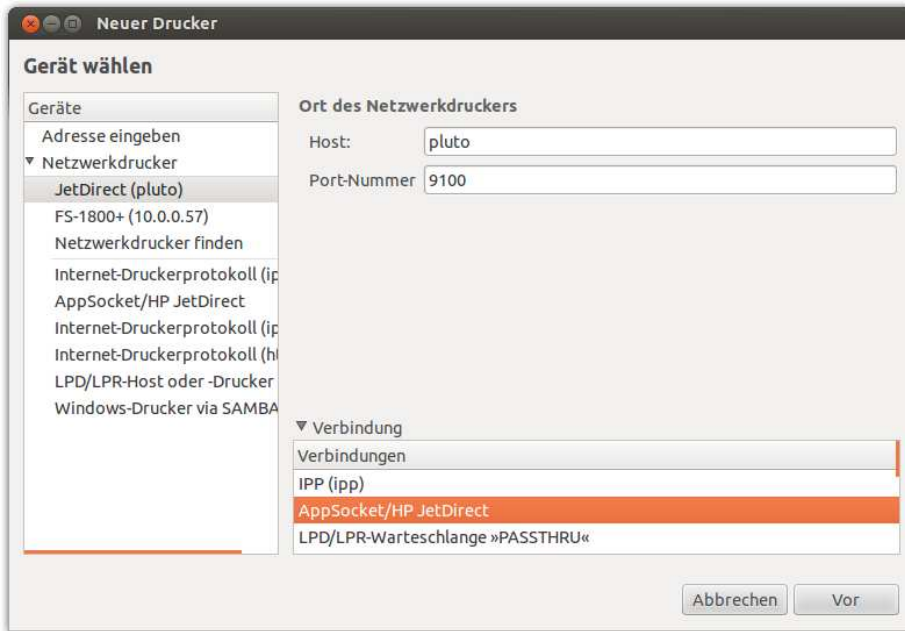 Neuer Drucker
Gerät wählen
Geräte
Adresse eingeben
Netzwerkdrucker
JetDirect (pluto)
FS-1800+ (10.0.0.57)
Netzwerkdrucker finden
Internet-Druckerprotokoll (ip
AppSocket/HP JetDirect
Internet-Druckerprotokoll (ip
Internet-Druckerprotokoll (ht
LPD/LPR-Host oder -Drucker
Windows-Drucker via SAMBA
Ort des Netzwerkdruckers
Host: pluto
Port-Nummer 9100
Verbindung
Verbindungen
IPP (ipp)
AppSocket/HP JetDirect
LPD/LPR-Warteschlange »PASSTHRU«
Abbrechen Vor